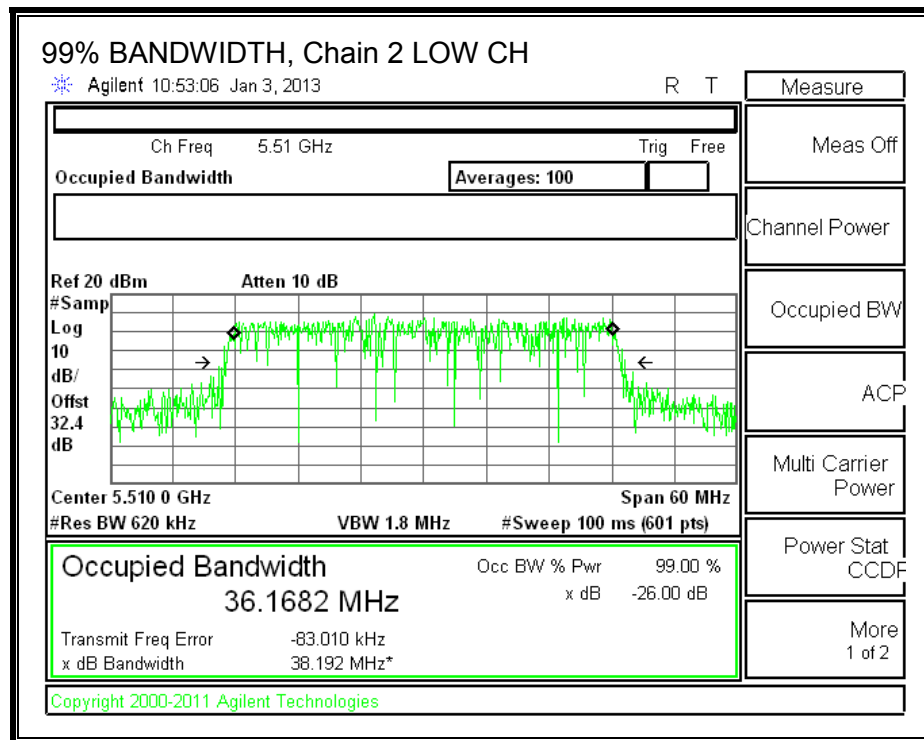 99% BANDWIDTH, Chain 2 LOW CH
Agilent 10:53:06 Jan 3, 2013 R T
Ch Freq 5.51 GHz Trig Free
Occupied Bandwidth Averages: 100
Ref 20 dBm Atten 10 dB
#Samp
Log
10
dB/
Offst
32.4
dB
Center 5.510 0 GHz Span 60 MHz
#Res BW 620 kHz VBW 1.8 MHz #Sweep 100 ms (601 pts)
Occupied Bandwidth Occ BW % Pwr 99.00 %
36.1682 MHz x dB -26.00 dB
Transmit Freq Error -83.010 kHz
x dB Bandwidth 38.192 MHz*
Copyright 2000-2011 Agilent Technologies
Measure
Meas Off
Channel Power
Occupied BW
ACP
Multi Carrier
Power
Power Stat
CCDF
More
1 of 2